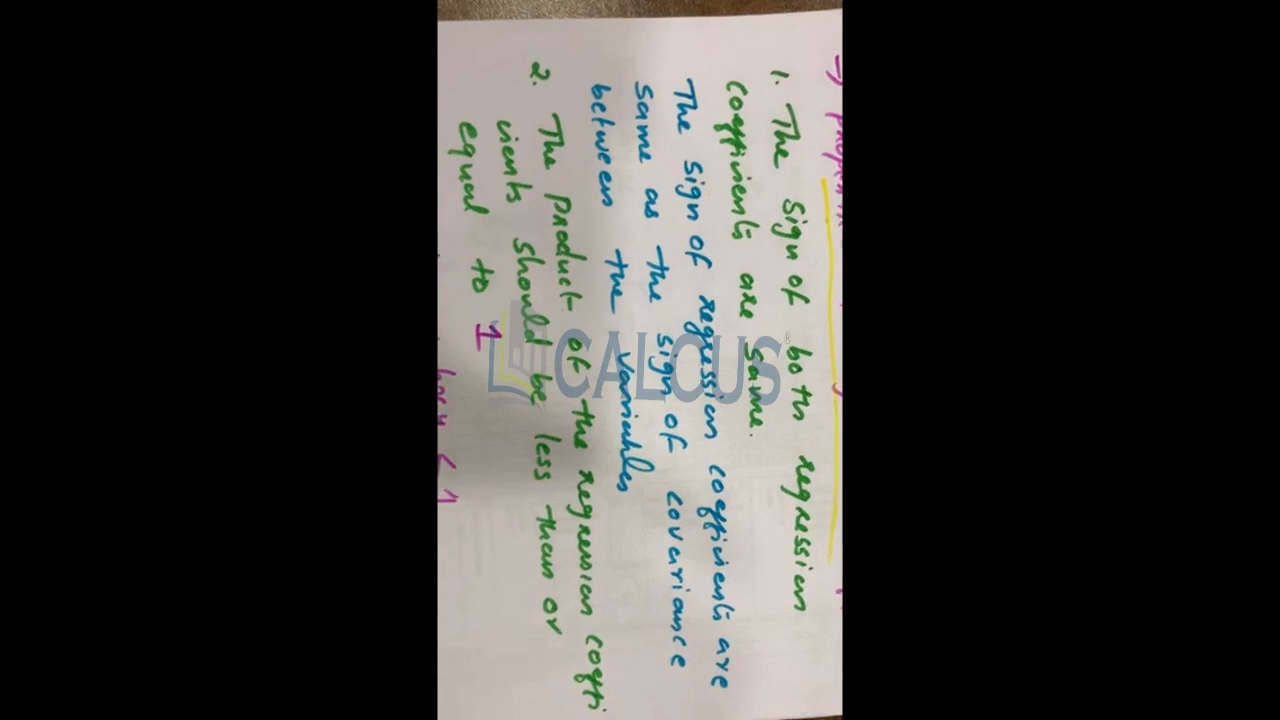 1. The sign of both regression
coefficients are same.
The sign of regression coefficients are
same as the sign of covariance
between the variables
2. The product of the regression coeffi
cients should be less than or
equal to 1
CALCUS